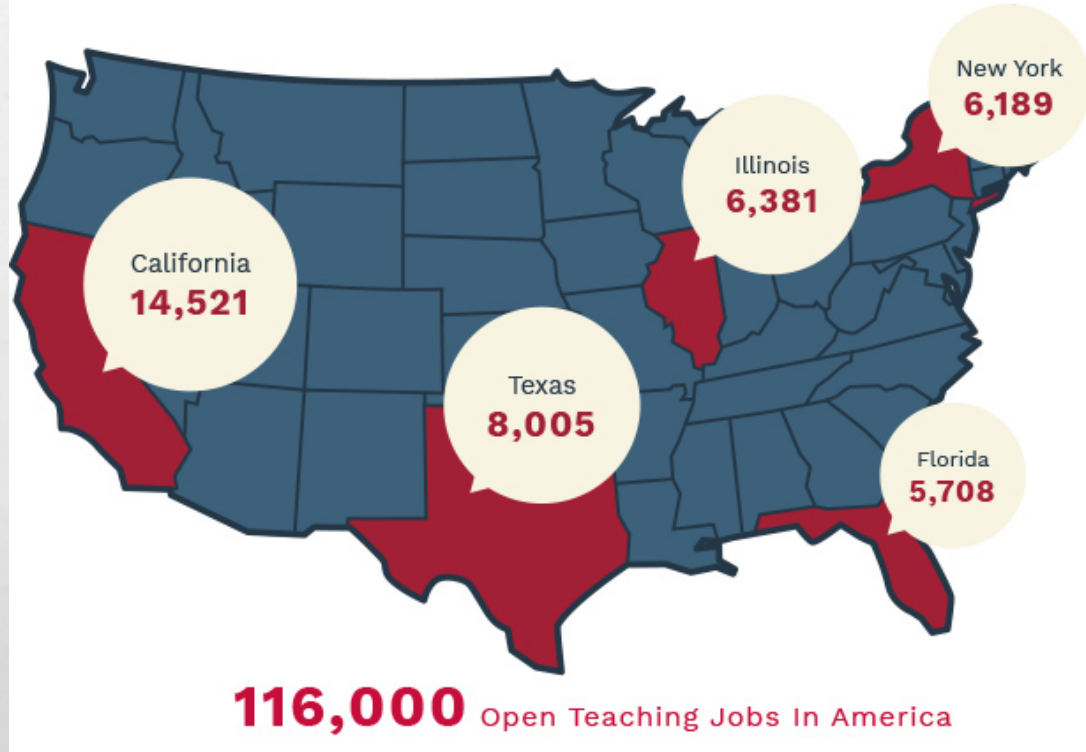 New York
6,189
Illinois
6,381
California
14,521
Texas
8,005
Florida
5,708
116,000 Open Teaching Jobs In America